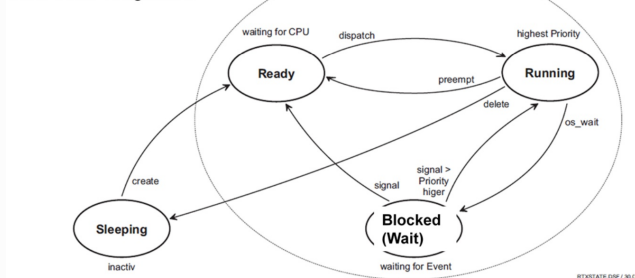 waiting for CPU
dispatch
highest Priority
Ready
Running
preempt
delete
os_wait
create
signal >
Priority
higer
signal
Blocked
(Wait)
Sleeping
inactiv
waiting for Event